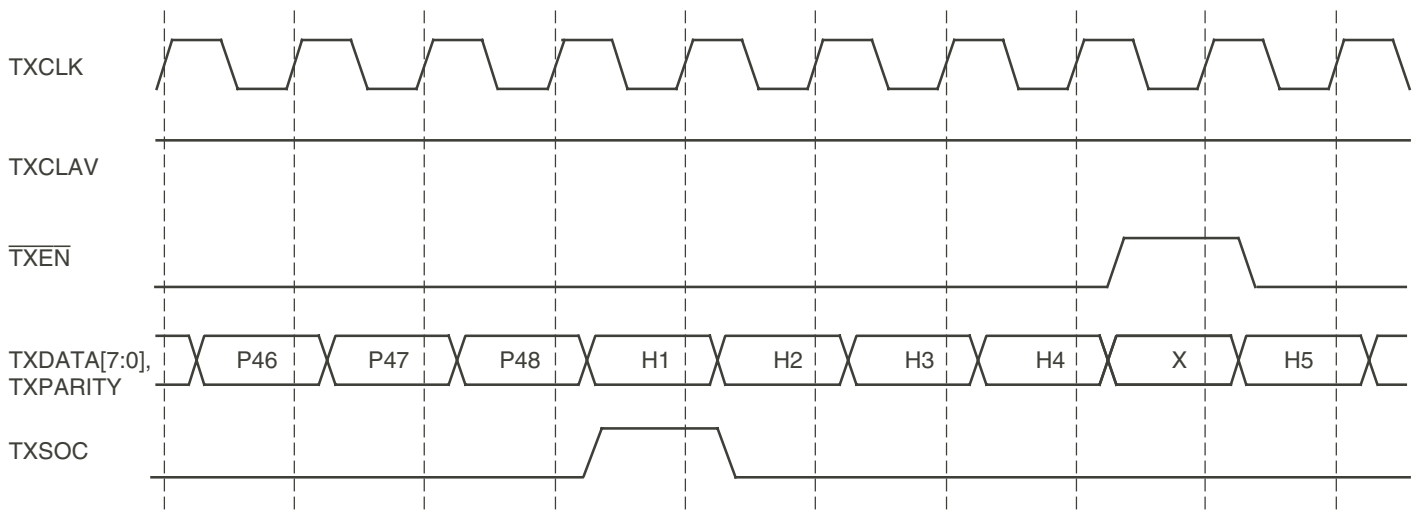 TXCLK
TXCLAV
TXEN
TXDATA[7:0],
TXPARITY
P46 P47 P48 H1 H2 H3 H4 X H5
TXSOC